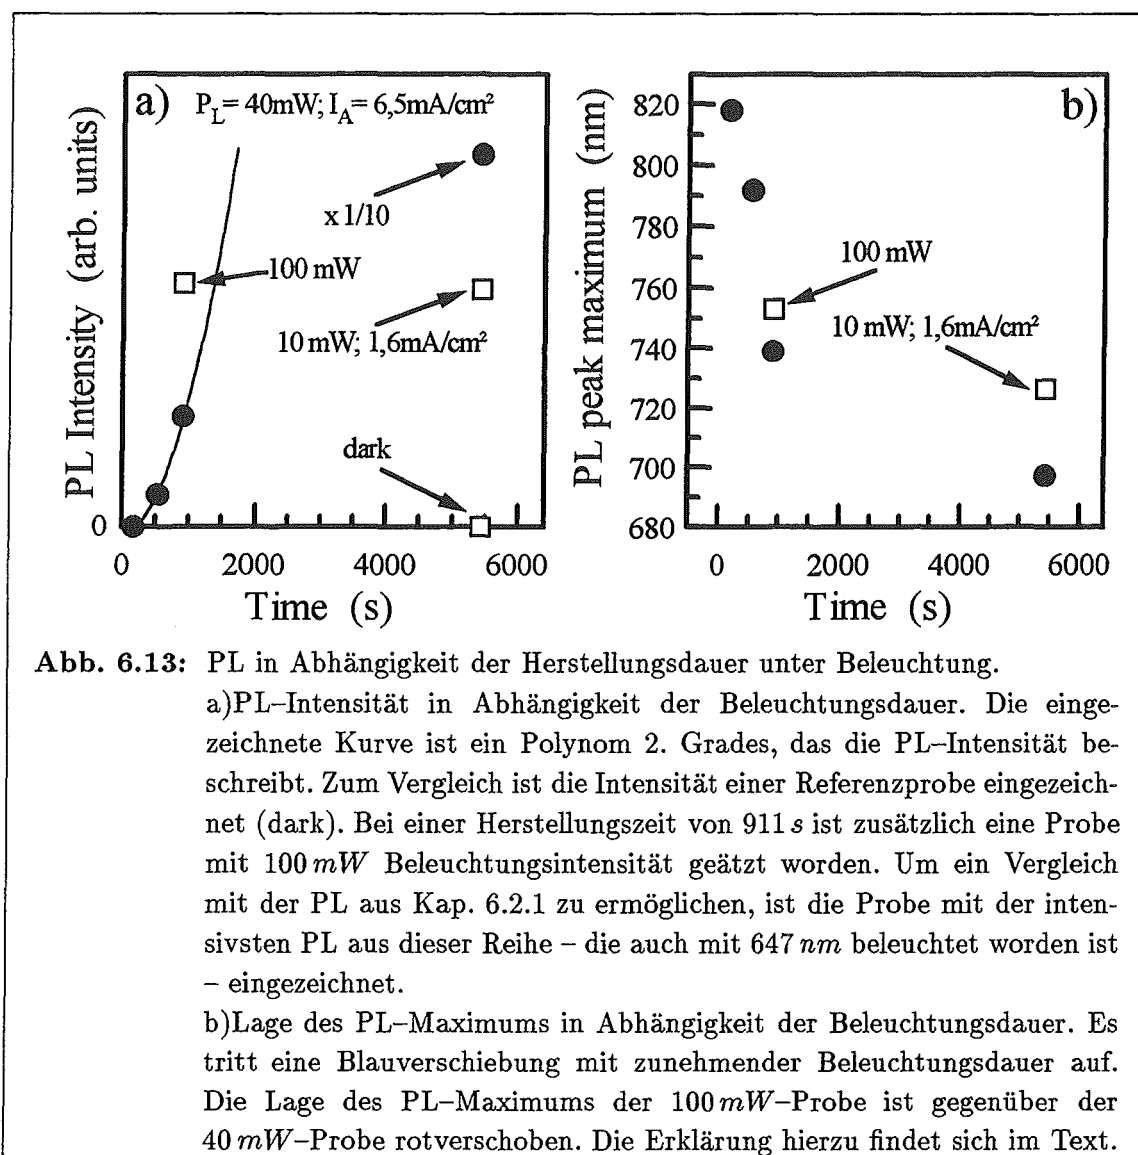 a) P_L= 40mW; I_A= 6,5mA/cm²
x 1/10
100 mW
10 mW; 1,6mA/cm²
dark
PL Intensity (arb. units)
0
0 2000 4000 6000
Time (s)
b)
820
800
780
760
740
720
700
680
100 mW
10 mW; 1,6mA/cm²
PL peak maximum (nm)
0 2000 4000 6000
Time (s)
Abb. 6.13: PL in Abhängigkeit der Herstellungsdauer unter Beleuchtung.
a)PL–Intensität in Abhängigkeit der Beleuchtungsdauer. Die einge-
zeichnete Kurve ist ein Polynom 2. Grades, das die PL–Intensität be-
schreibt. Zum Vergleich ist die Intensität einer Referenzprobe eingezeich-
net (dark). Bei einer Herstellungszeit von 911 s ist zusätzlich eine Probe
mit 100 mW Beleuchtungsintensität geätzt worden. Um ein Vergleich
mit der PL aus Kap. 6.2.1 zu ermöglichen, ist die Probe mit der inten-
sivsten PL aus dieser Reihe – die auch mit 647 nm beleuchtet worden ist
– eingezeichnet.
b)Lage des PL–Maximums in Abhängigkeit der Beleuchtungsdauer. Es
tritt eine Blauverschiebung mit zunehmender Beleuchtungsdauer auf.
Die Lage des PL–Maximums der 100 mW–Probe ist gegenüber der
40 mW–Probe rotverschoben. Die Erklärung hierzu findet sich im Text.